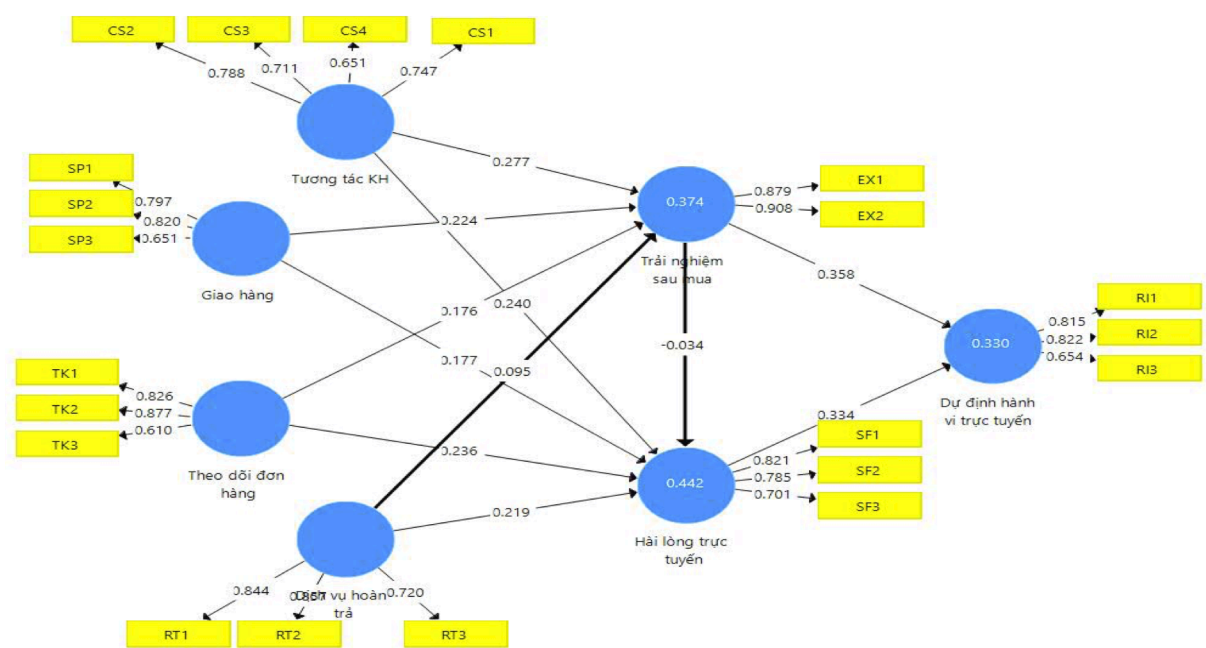 CS2
CS3
CS4
CS1
0.788
0.711
0.651
0.747
Tương tác KH
SP1
SP2
SP3
0.797
0.820
0.651
Giao hàng
0.277
0.224
0.176
0.240
0.177
0.095
0.374
Trải nghiệm
sau mua
0.879
0.908
EX1
EX2
0.358
-0.034
0.330
Dự định hành
vi trực tuyến
0.815
0.822
0.654
RI1
RI2
RI3
TK1
TK2
TK3
0.826
0.877
0.610
Theo dõi đơn
hàng
0.236
0.219
0.334
0.442
Hài lòng trực
tuyến
0.821
0.785
0.701
SF1
SF2
SF3
Dịch vụ hoàn
trả
0.844
0.720
RT1
RT2
RT3